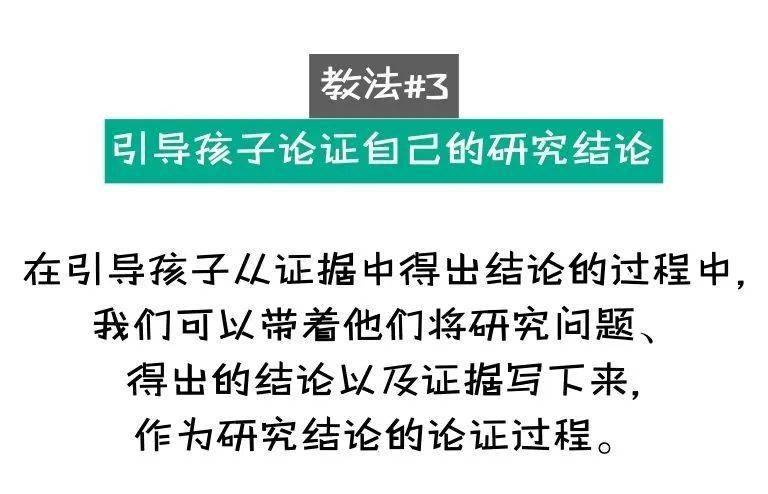 教法#3
引导孩子论证自己的研究结论
在引导孩子从证据中得出结论的过程中,
我们可以带着他们将研究问题、
得出的结论以及证据写下来,
作为研究结论的论证过程。